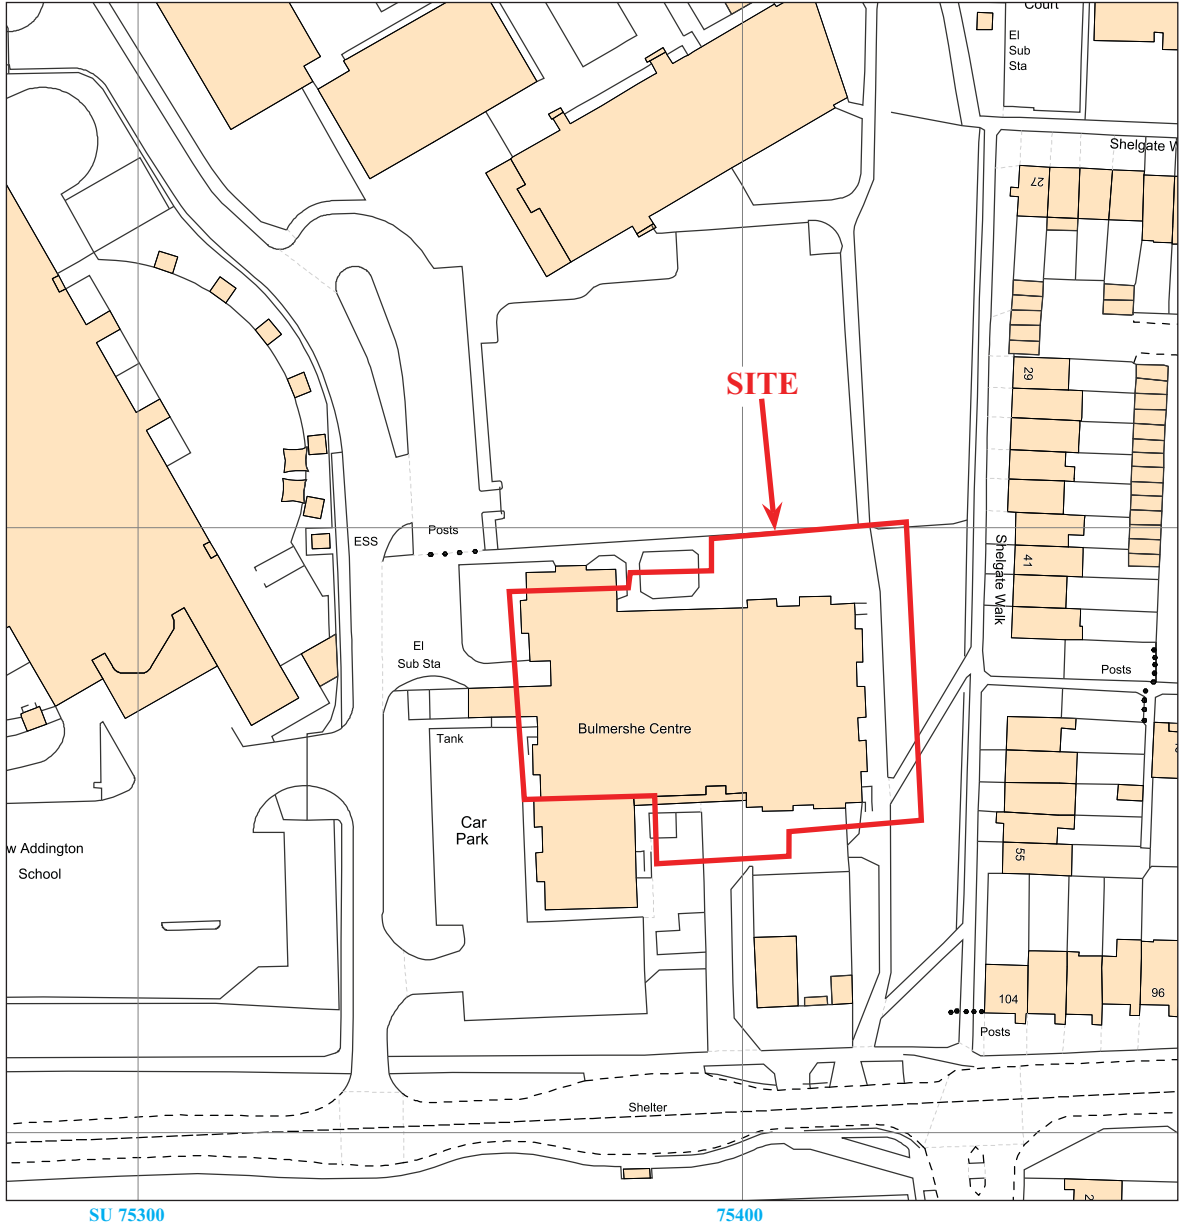 Court
El
Sub
Sta
Shelgate W
27
SITE
29
Posts
ESS
Shelgate Walk
41
El
Sub Sta
Posts
Bulmershe Centre
Tank
Car
Park
w Addington
School
55
104
96
Posts
Shelter
2
SU 75300
75400